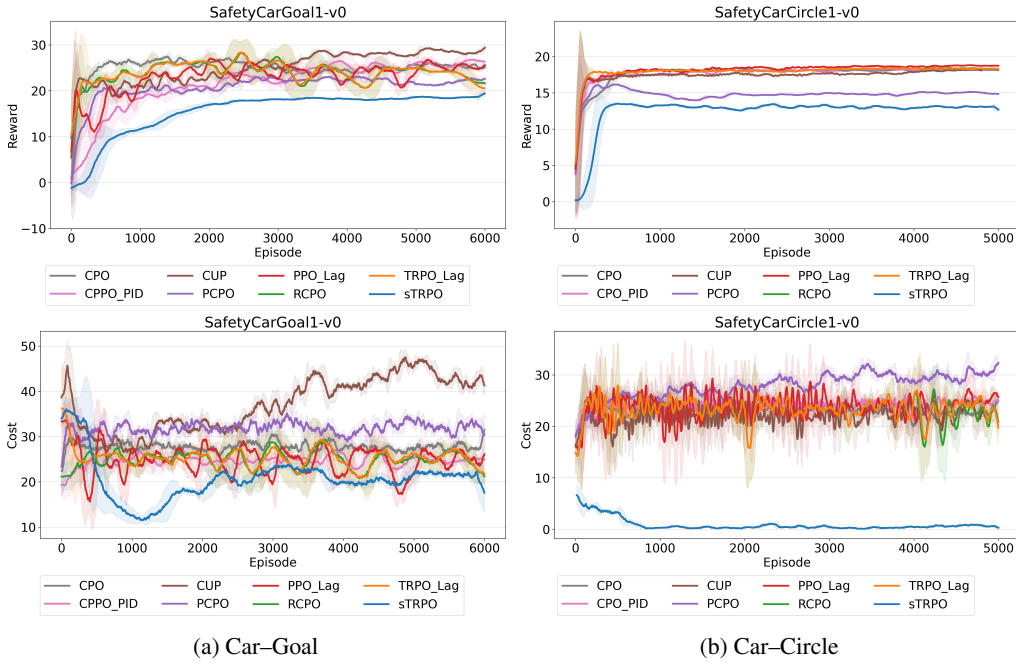 SafetyCarGoal1-v0
30
20
10
0
−10
Reward
0 1000 2000 3000 4000 5000 6000
Episode
CPO CUP PPO_Lag TRPO_Lag
CPPO_PID PCPO RCPO sTRPO
SafetyCarCircle1-v0
20
15
10
5
0
Reward
0 1000 2000 3000 4000 5000
Episode
CPO CUP PPO_Lag TRPO_Lag
CPO_PID PCPO RCPO sTRPO
SafetyCarGoal1-v0
50
40
30
20
10
Cost
0 1000 2000 3000 4000 5000 6000
Episode
CPO CUP PPO_Lag TRPO_Lag
CPPO_PID PCPO RCPO sTRPO
SafetyCarCircle1-v0
30
20
10
0
Cost
0 1000 2000 3000 4000 5000
Episode
CPO CUP PPO_Lag TRPO_Lag
CPO_PID PCPO RCPO sTRPO
(a) Car–Goal
(b) Car–Circle